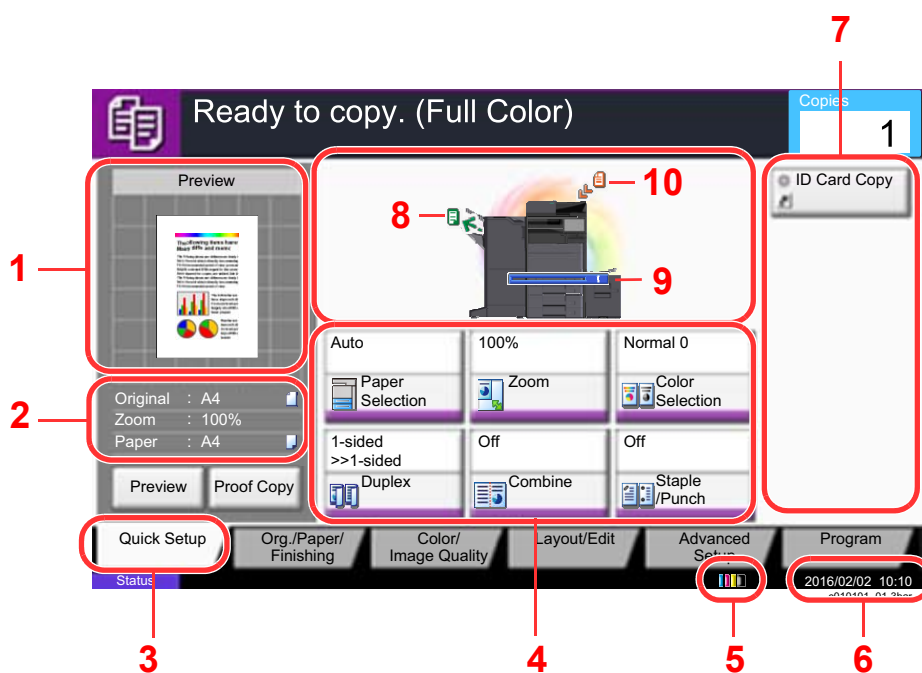 7
Ready to copy. (Full Color)
Copies
1
Preview
10
ID Card Copy
8
1
9
Auto
100%
Normal 0
Paper
Selection
Zoom
Color
Selection
Original : A4
Zoom : 100%
Paper : A4
2
1-sided
>>1-sided
Off
Off
Duplex
Combine
Staple
/Punch
Preview
Proof Copy
Quick Setup
Org./Paper/
Finishing
Color/
Image Quality
Layout/Edit
Advanced
Setup
Program
Status
2016/02/02 10:10
3
4
5
6